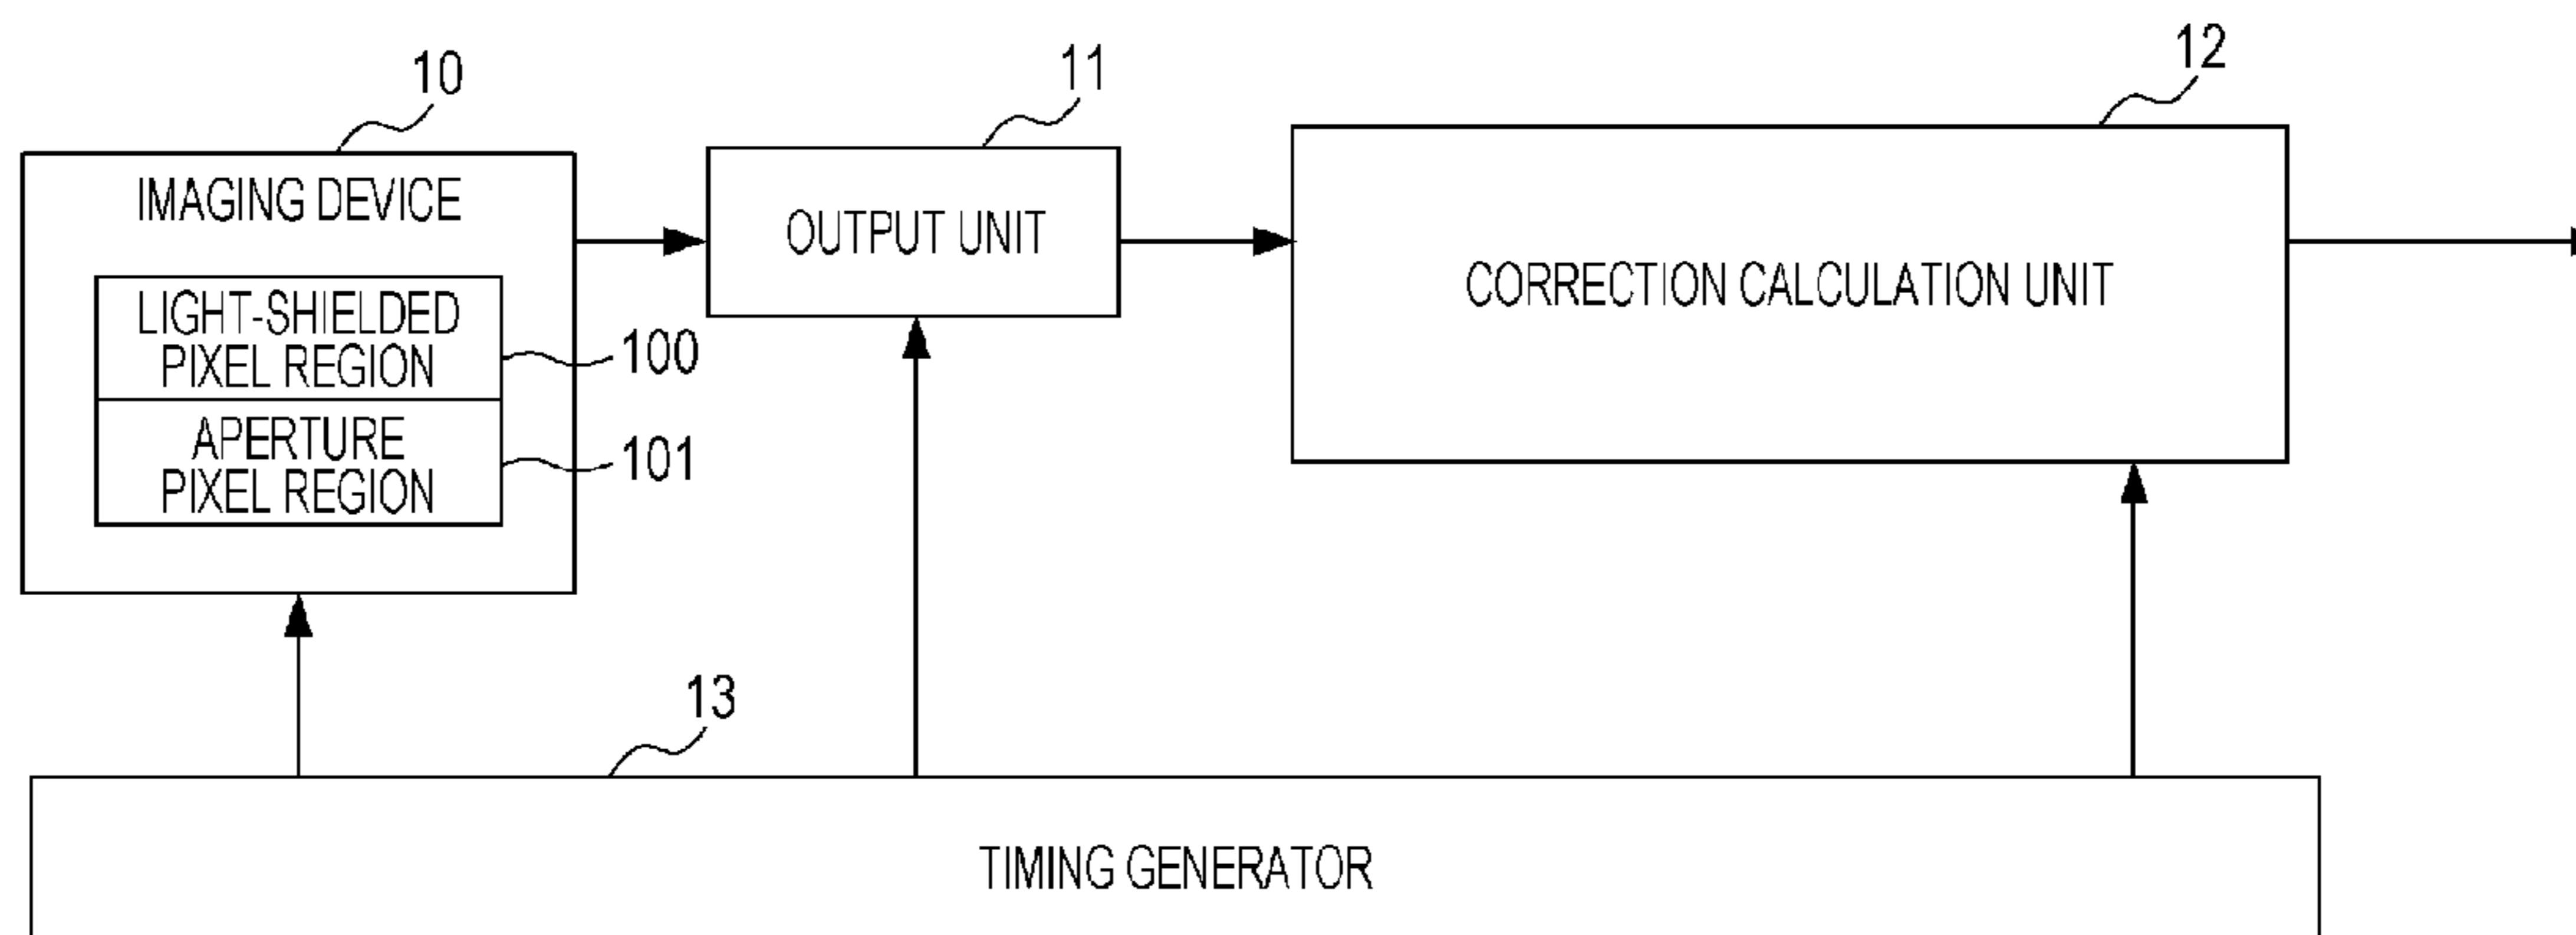 10
11
12
IMAGING DEVICE
OUTPUT UNIT
CORRECTION CALCULATION UNIT
LIGHT-SHIELDED
PIXEL REGION
100
APERTURE
PIXEL REGION
101
13
TIMING GENERATOR